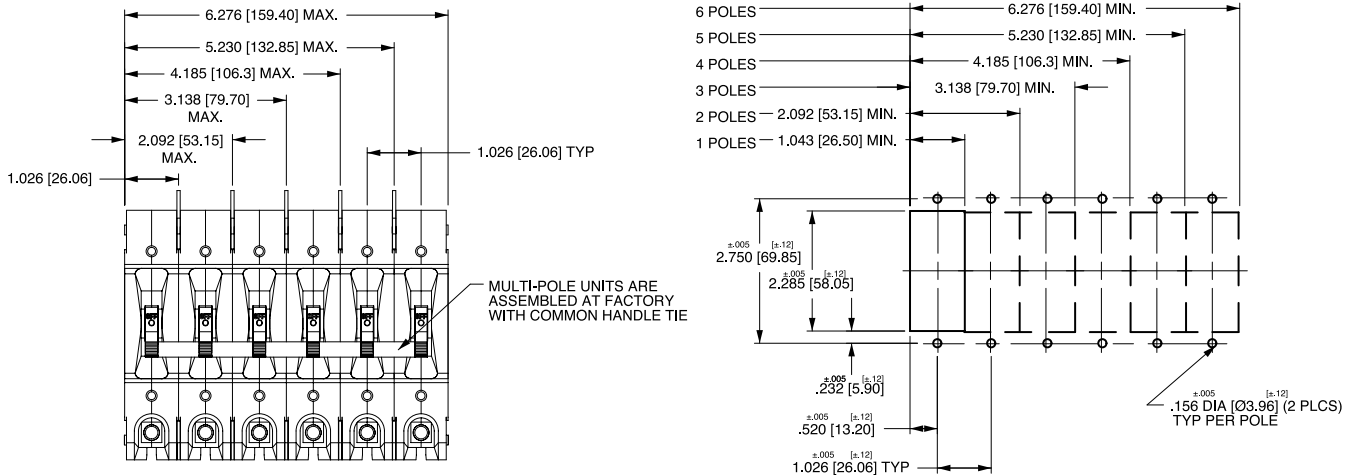 6.276 [159.40] MAX.
5.230 [132.85] MAX.
4.185 [106.3] MAX.
3.138 [79.70]
MAX.
2.092 [53.15]
MAX.
1.026 [26.06] TYP
1.026 [26.06]
OFF OFF OFF OFF OFF OFF
MULTI-POLE UNITS ARE
ASSEMBLED AT FACTORY
WITH COMMON HANDLE TIE
6 POLES 6.276 [159.40] MIN.
5 POLES 5.230 [132.85] MIN.
4 POLES 4.185 [106.3] MIN.
3 POLES 3.138 [79.70] MIN.
2 POLES 2.092 [53.15] MIN.
1 POLES 1.043 [26.50] MIN.
±.005 [±.12]
2.750 [69.85]
±.005 [±.12]
2.285 [58.05]
±.005 [±.12]
.232 [5.90]
±.005 [±.12]
.520 [13.20]
±.005 [±.12]
1.026 [26.06] TYP
±.005 [±.12]
.156 DIA [Ø3.96] (2 PLCS)
TYP PER POLE